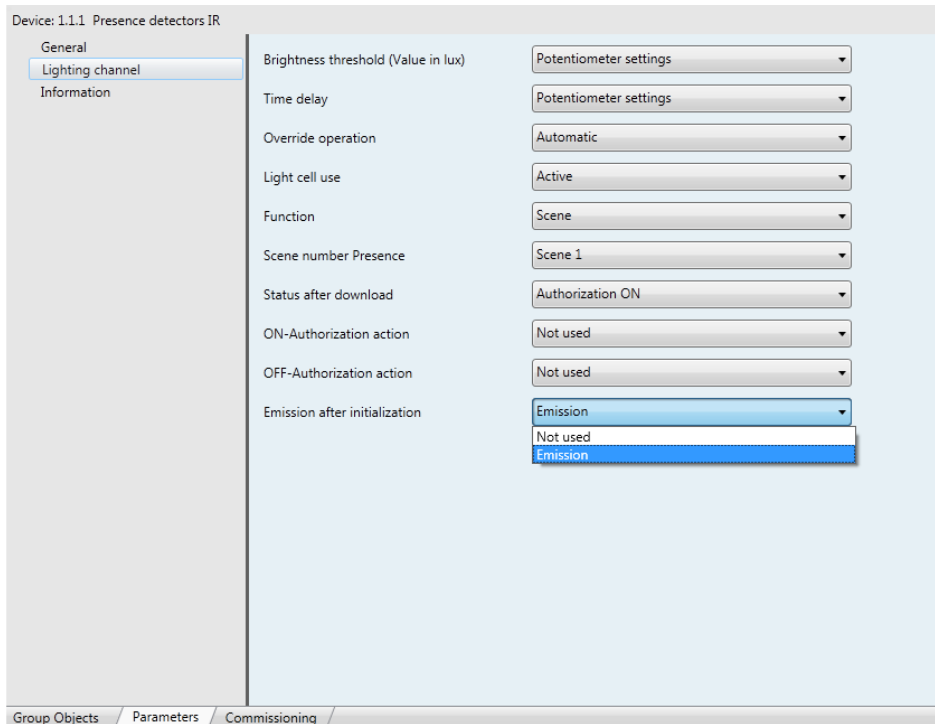 Device: 1.1.1 Presence detectors IR
General
Lighting channel
Information
Brightness threshold (Value in lux) Potentiometer settings
Time delay Potentiometer settings
Override operation Automatic
Light cell use Active
Function Scene
Scene number Presence Scene 1
Status after download Authorization ON
ON-Authorization action Not used
OFF-Authorization action Not used
Emission after initialization Emission
Not used
Emission
Group Objects Parameters Commissioning